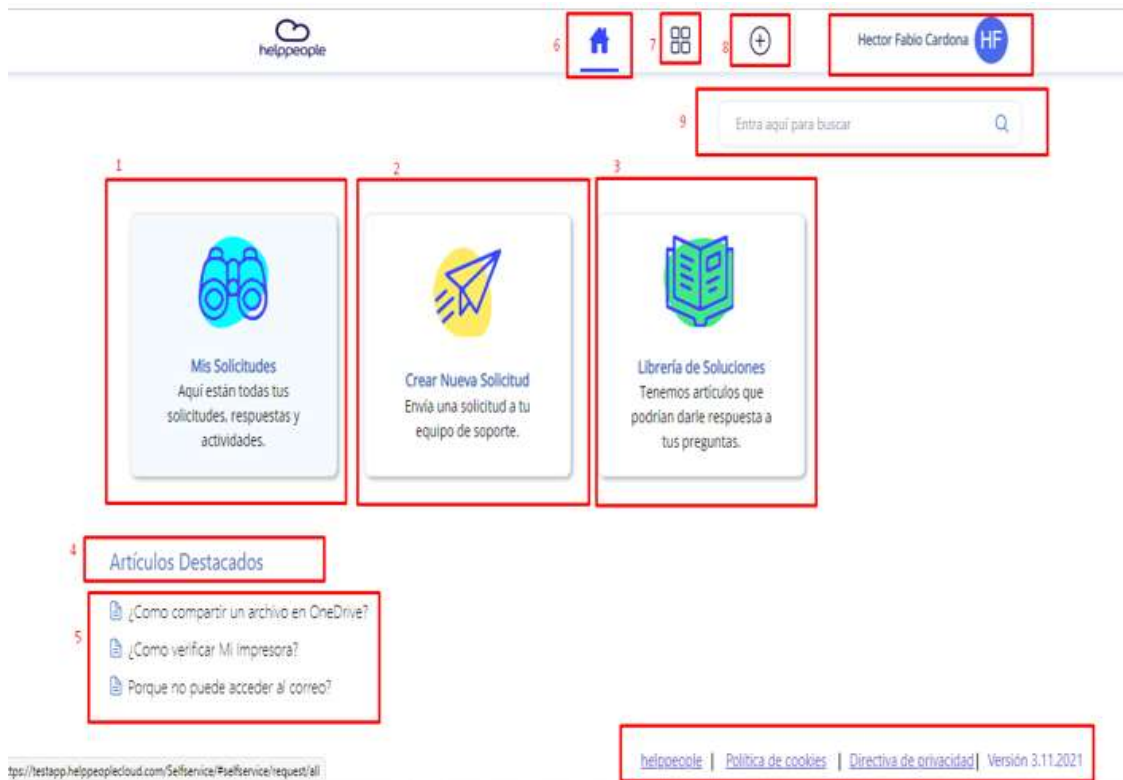 helppeople
6
7
8
Hector Fabio Cardona HF
9
Entra aquí para buscar
1
2
3
Mis Solicitudes
Aquí están todas tus
solicitudes, respuestas y
actividades.
Crear Nueva Solicitud
Envía una solicitud a tu
equipo de soporte.
Librería de Soluciones
Tenemos artículos que
podrían darle respuesta a
tus preguntas.
4
Artículos Destacados
5
¿Como compartir un archivo en OneDrive?
¿Como verificar Mi impresora?
Porque no puede acceder al correo?
helppeople | Política de cookies | Directiva de privacidad | Versión 3.11.2021
tps://testapp.helppeoplecloud.com/Selfservice/#selfservice/request/all